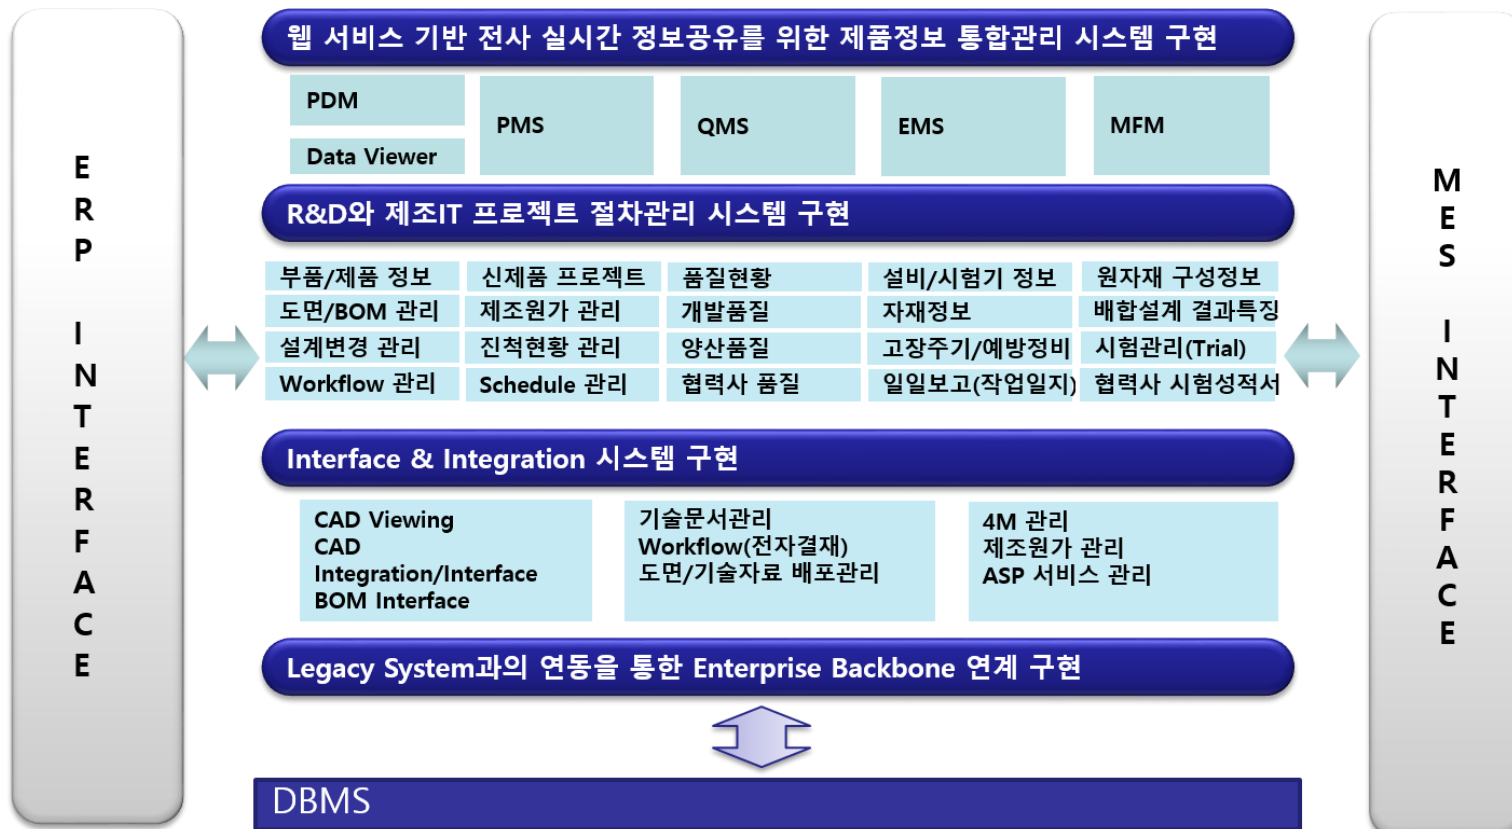 웹 서비스 기반 전사 실시간 정보공유를 위한 제품정보 통합관리 시스템 구현
PDM
Data Viewer
PMS
QMS
EMS
MFM
R&D와 제조IT 프로젝트 절차관리 시스템 구현
부품/제품 정보
신제품 프로젝트
품질현황
설비/시험기 정보
원자재 구성정보
도면/BOM 관리
제조원가 관리
개발품질
자재정보
배합설계 결과특징
설계변경 관리
진척현황 관리
양산품질
고장주기/예방정비
시험관리(Trial)
Workflow 관리
Schedule 관리
협력사 품질
일일보고(작업일지)
협력사 시험성적서
Interface & Integration 시스템 구현
CAD Viewing
CAD
Integration/Interface
BOM Interface
기술문서관리
Workflow(전자결재)
도면/기술자료 배포관리
4M 관리
제조원가 관리
ASP 서비스 관리
Legacy System과의 연동을 통한 Enterprise Backbone 연계 구현
DBMS
ERP INTERFACE
MES INTERFACE